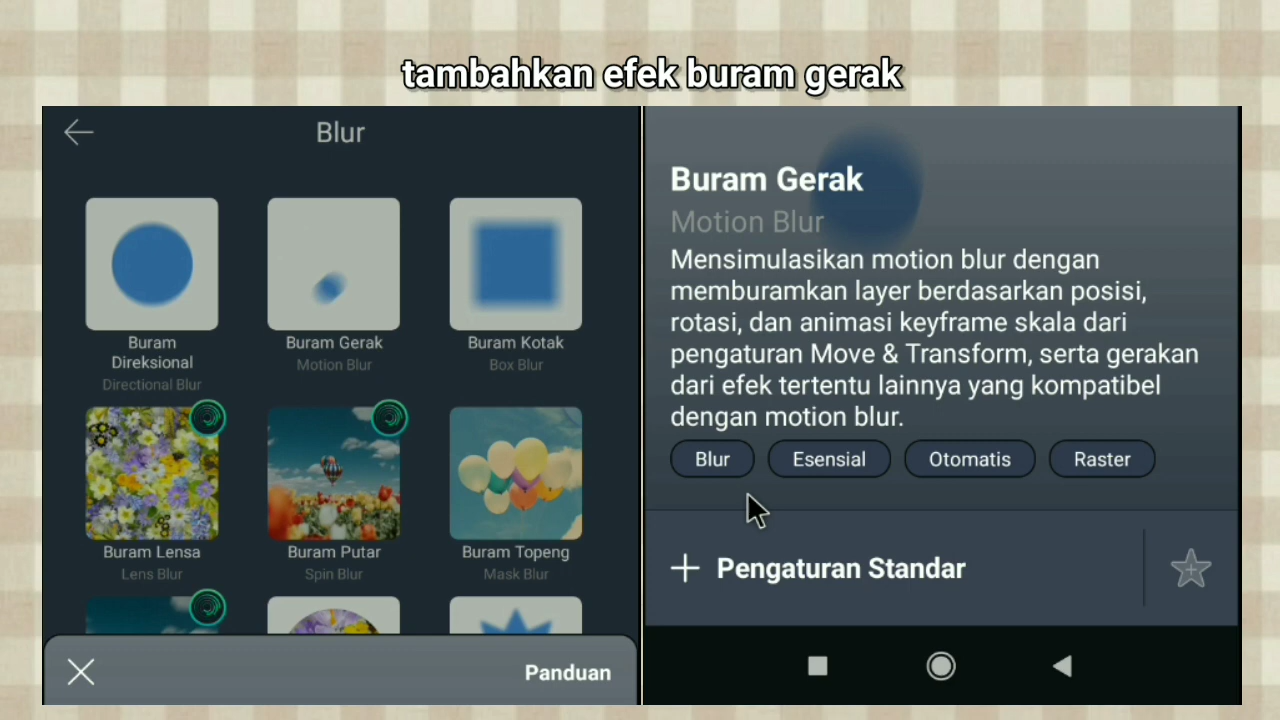 tambahkan efek buram gerak
Blur
Buram
Direksional
Directional Blur
Buram Gerak
Motion Blur
Buram Kotak
Box Blur
Buram Lensa
Lens Blur
Buram Putar
Spin Blur
Buram Topeng
Mask Blur
Panduan
Buram Gerak
Motion Blur
Mensimulasikan motion blur dengan
memburamkan layer berdasarkan posisi,
rotasi, dan animasi keyframe skala dari
pengaturan Move & Transform, serta gerakan
dari efek tertentu lainnya yang kompatibel
dengan motion blur.
Blur Esensial Otomatis Raster
Pengaturan Standar